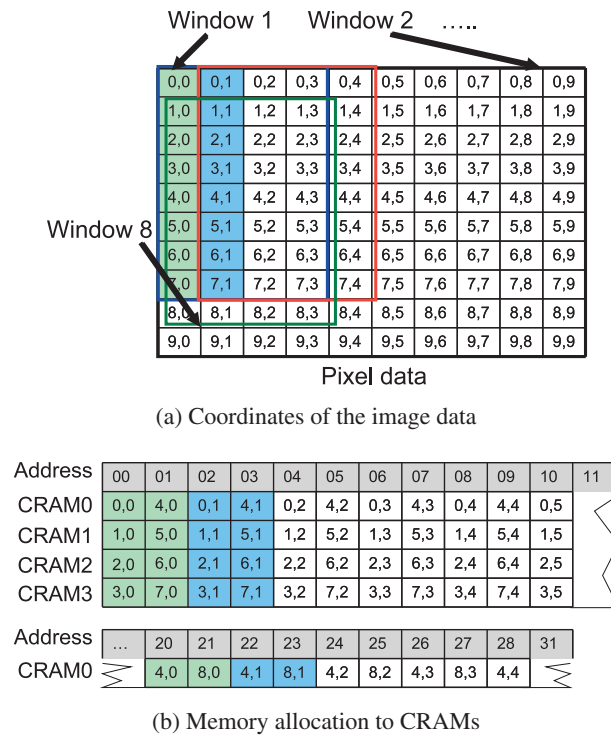 Window 1 Window 2 .....
0,0 0,1 0,2 0,3 0,4 0,5 0,6 0,7 0,8 0,9
1,0 1,1 1,2 1,3 1,4 1,5 1,6 1,7 1,8 1,9
2,0 2,1 2,2 2,3 2,4 2,5 2,6 2,7 2,8 2,9
3,0 3,1 3,2 3,3 3,4 3,5 3,6 3,7 3,8 3,9
4,0 4,1 4,2 4,3 4,4 4,5 4,6 4,7 4,8 4,9
5,0 5,1 5,2 5,3 5,4 5,5 5,6 5,7 5,8 5,9
Window 8
6,0 6,1 6,2 6,3 6,4 6,5 6,6 6,7 6,8 6,9
7,0 7,1 7,2 7,3 7,4 7,5 7,6 7,7 7,8 7,9
8,0 8,1 8,2 8,3 8,4 8,5 8,6 8,7 8,8 8,9
9,0 9,1 9,2 9,3 9,4 9,5 9,6 9,7 9,8 9,9
Pixel data
(a) Coordinates of the image data
Address 00 01 02 03 04 05 06 07 08 09 10 11
CRAM0 0,0 4,0 0,1 4,1 0,2 4,2 0,3 4,3 0,4 4,4 0,5
CRAM1 1,0 5,0 1,1 5,1 1,2 5,2 1,3 5,3 1,4 5,4 1,5
CRAM2 2,0 6,0 2,1 6,1 2,2 6,2 2,3 6,3 2,4 6,4 2,5
CRAM3 3,0 7,0 3,1 7,1 3,2 7,2 3,3 7,3 3,4 7,4 3,5
Address ... 20 21 22 23 24 25 26 27 28 31
CRAM0 4,0 8,0 4,1 8,1 4,2 8,2 4,3 8,3 4,4
(b) Memory allocation to CRAMs